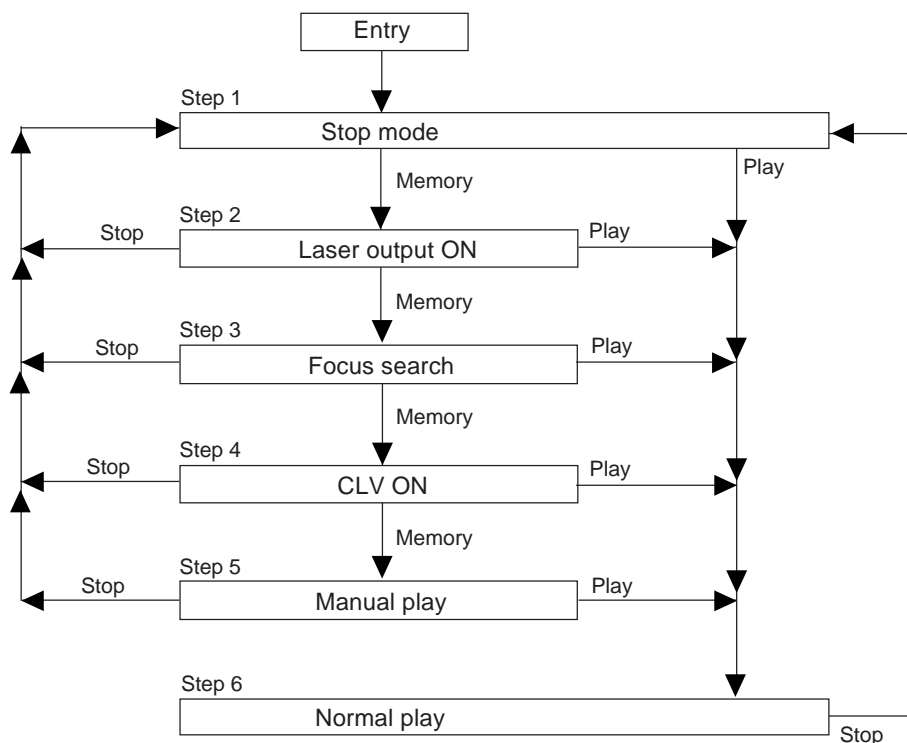 Entry
Step 1
Stop mode
Play
Memory
Step 2
Stop
Laser output ON
Play
Memory
Step 3
Stop
Focus search
Play
Memory
Step 4
Stop
CLV ON
Play
Memory
Step 5
Stop
Manual play
Play
Step 6
Normal play
Stop